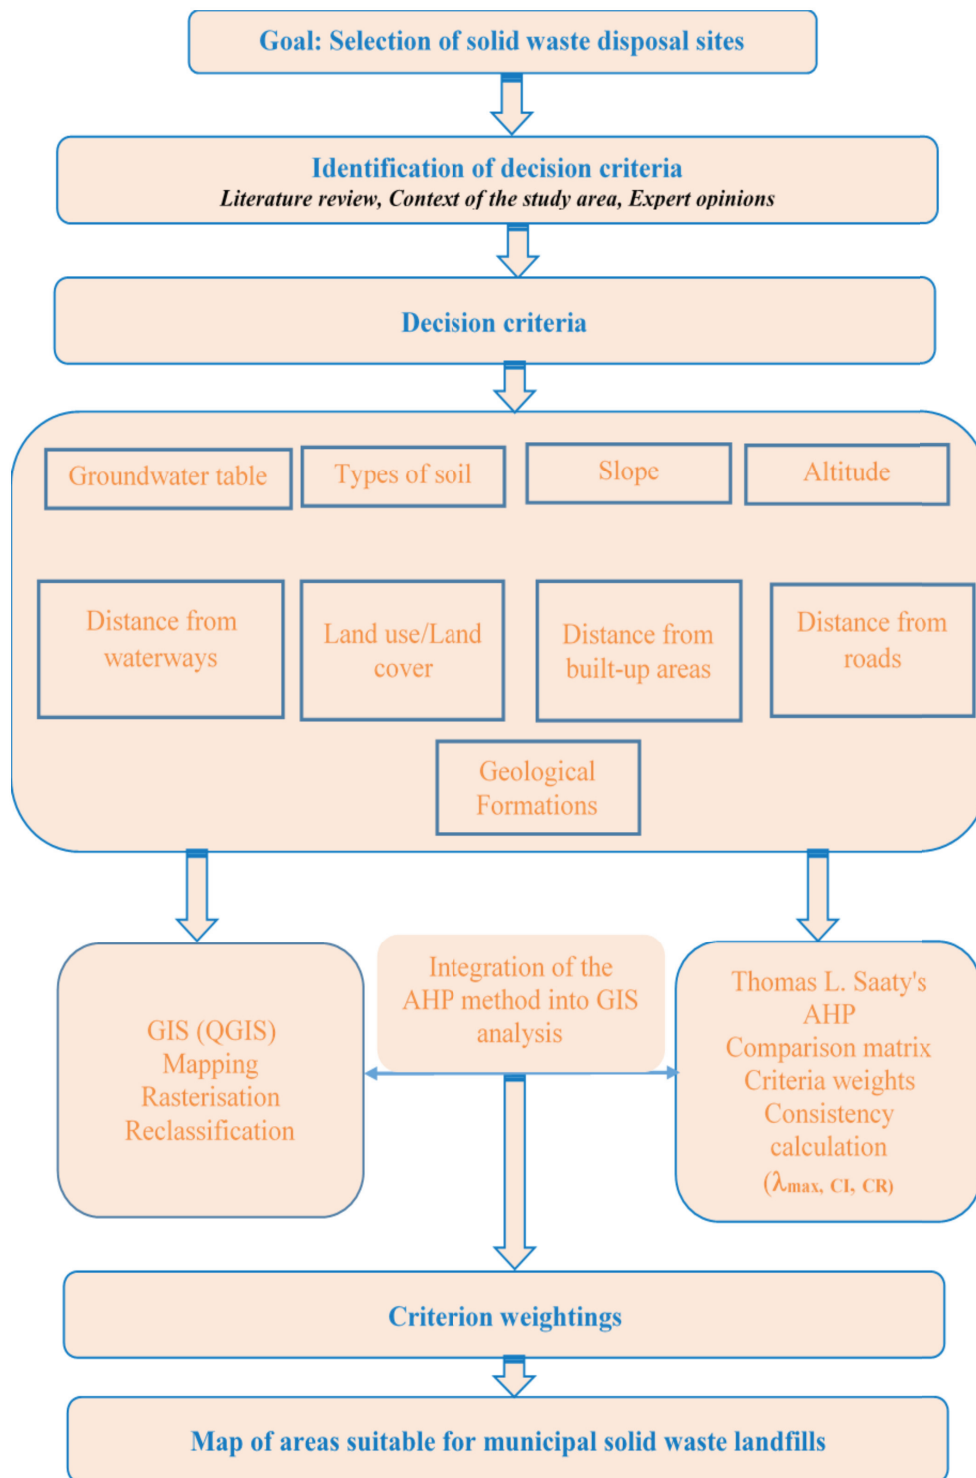 Goal: Selection of solid waste disposal sites
Identification of decision criteria
Literature review, Context of the study area, Expert opinions
Decision criteria
Groundwater table
Types of soil
Slope
Altitude
Distance from
waterways
Land use/Land
cover
Distance from
built-up areas
Distance from
roads
Geological
Formations
GIS (QGIS)
Mapping
Rasterisation
Reclassification
Integration of the
AHP method into GIS
analysis
Thomas L. Saaty's
AHP
Comparison matrix
Criteria weights
Consistency
calculation
(λmax, CI, CR)
Criterion weightings
Map of areas suitable for municipal solid waste landfills